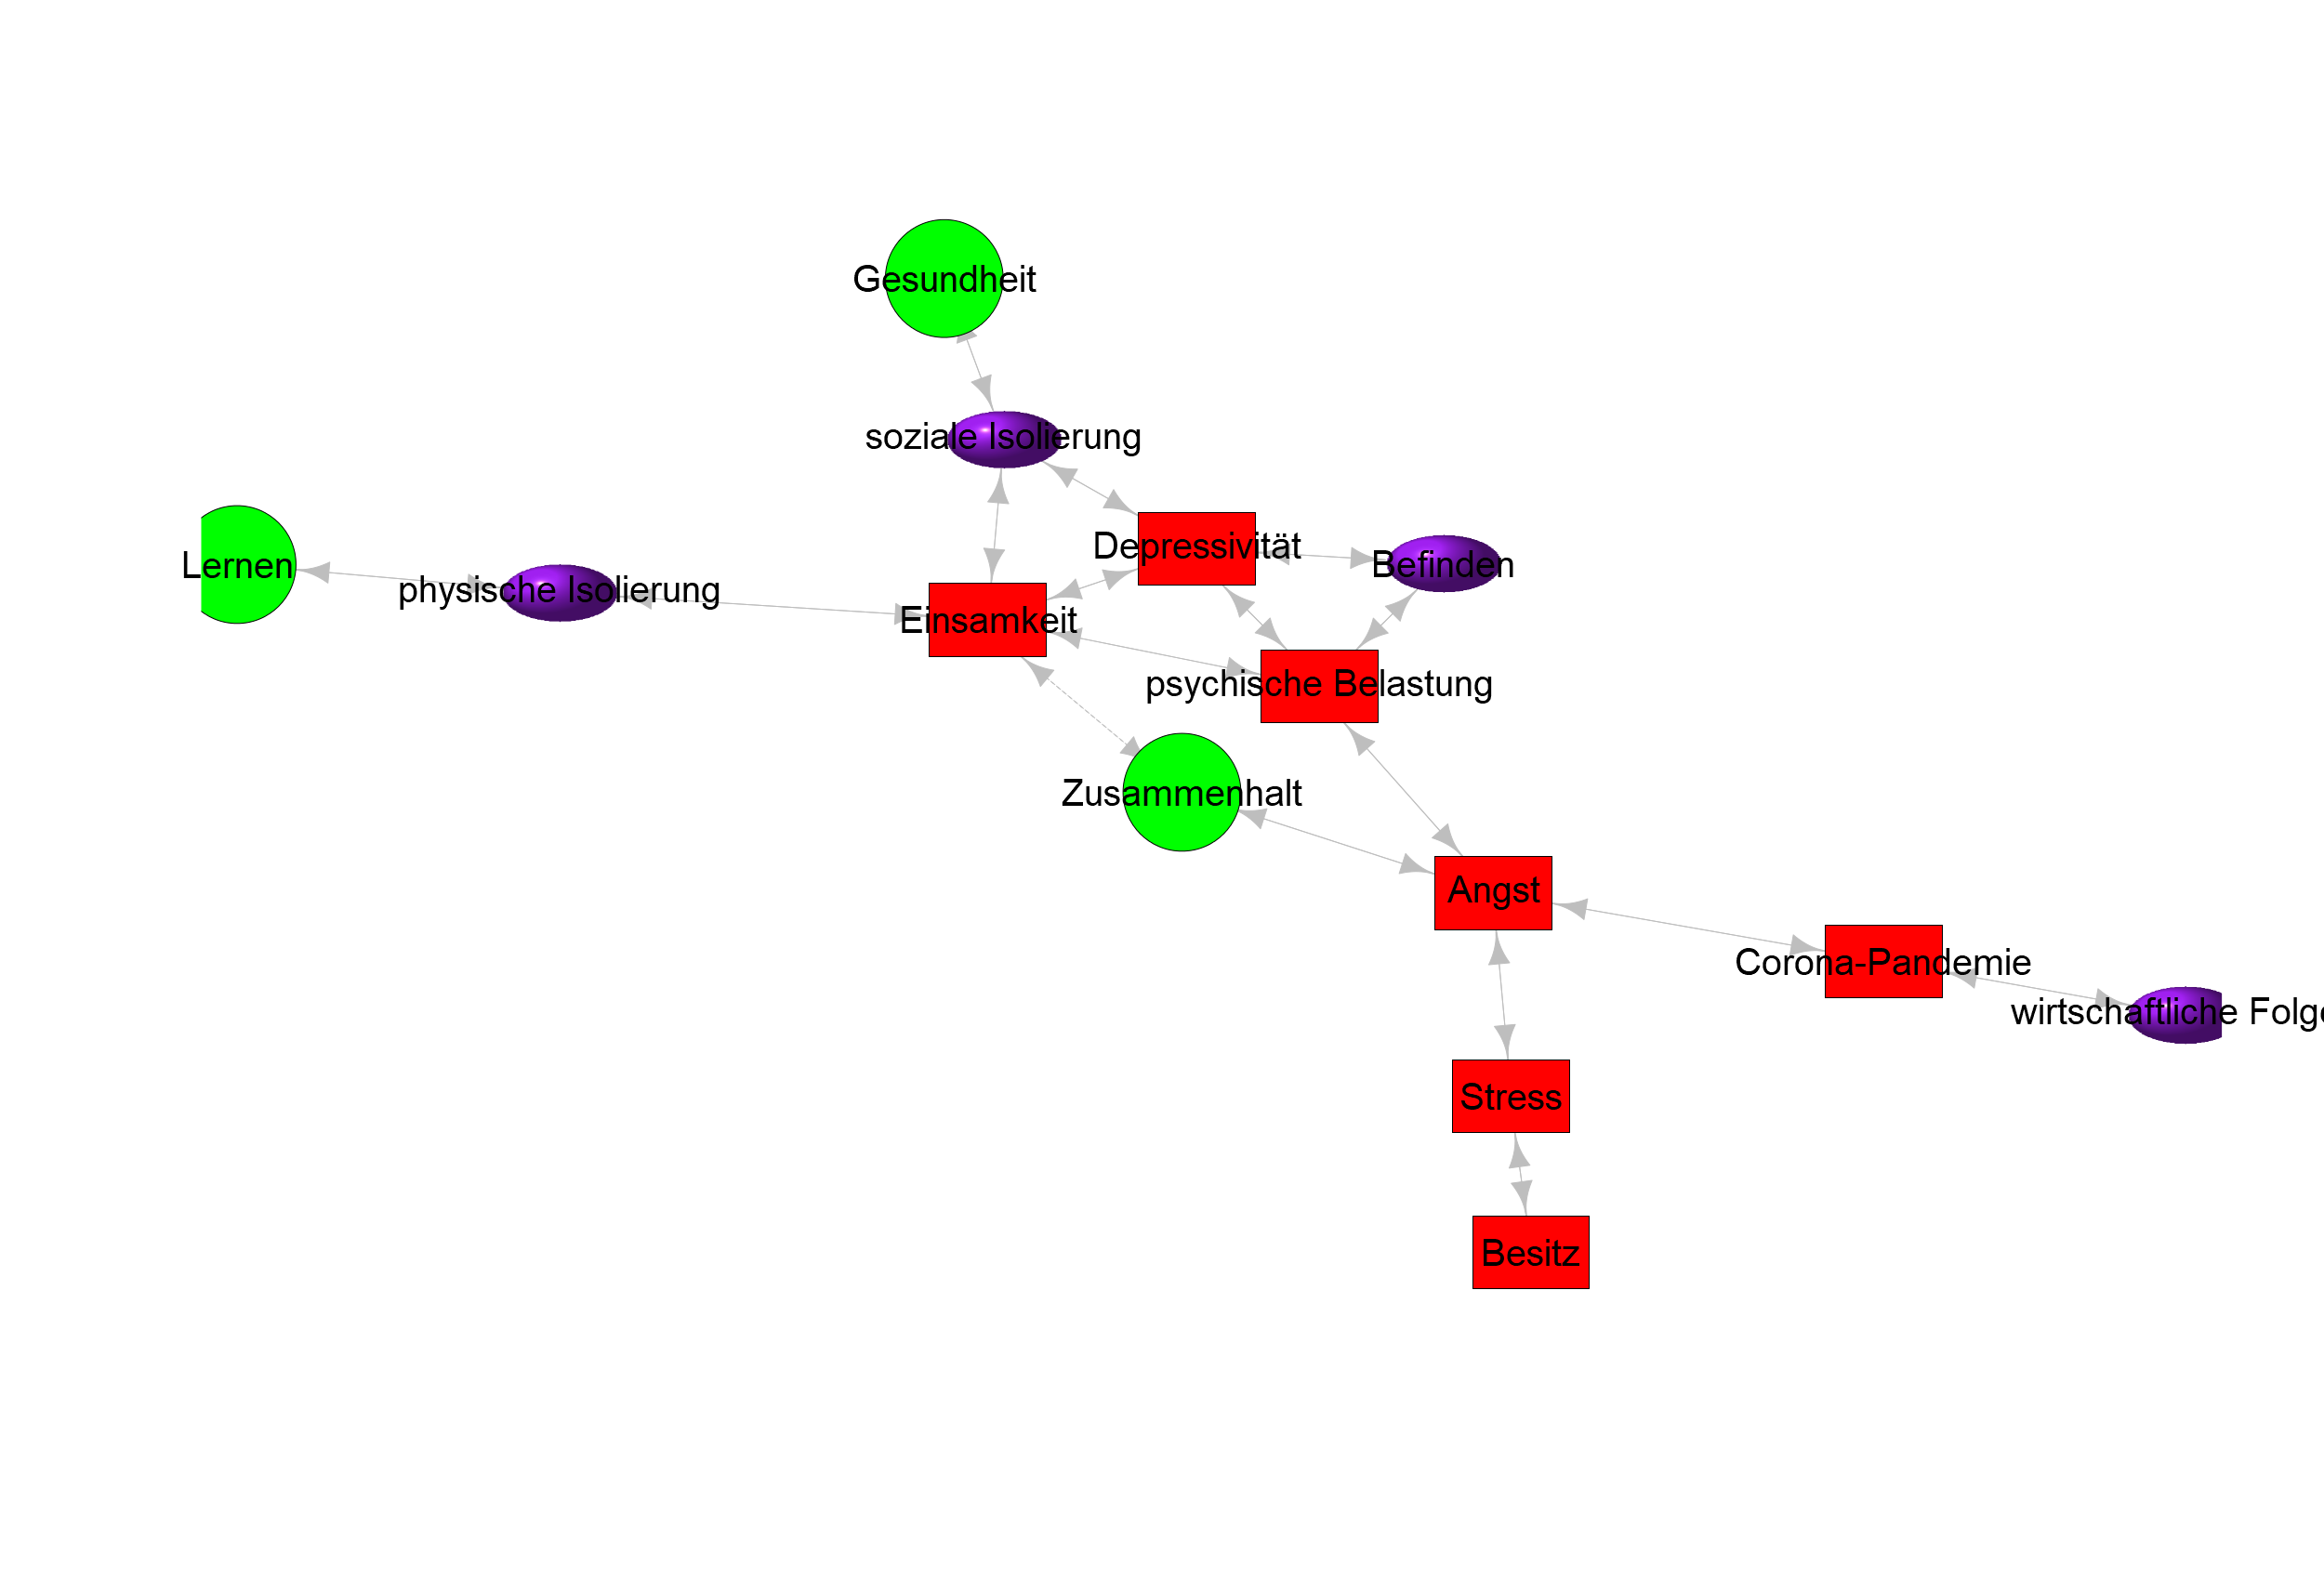 Gesundheit
soziale Isolierung
Depressivität
Befinden
Lernen
physische Isolierung
Einsamkeit
psychische Belastung
Zusammenhalt
Angst
Corona-Pandemie
wirtschaftliche Folg
Stress
Besitz